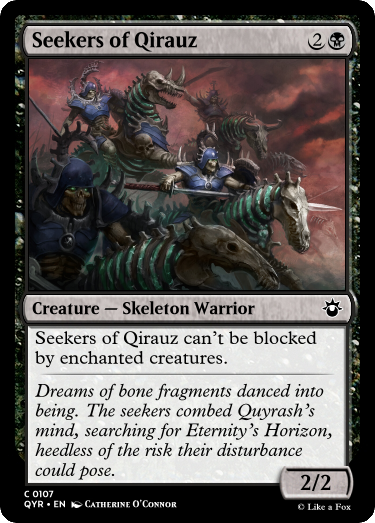 Seekers of Qirauz 2
Creature — Skeleton Warrior
Seekers of Qirauz can't be blocked
by enchanted creatures.
Dreams of bone fragments danced into
being. The seekers combed Quyrash's
mind, searching for Eternity's Horizon,
heedless of the risk their disturbance
could pose.
2/2
C 0107
QYR • EN Catherine O'Connor
© Like a Fox